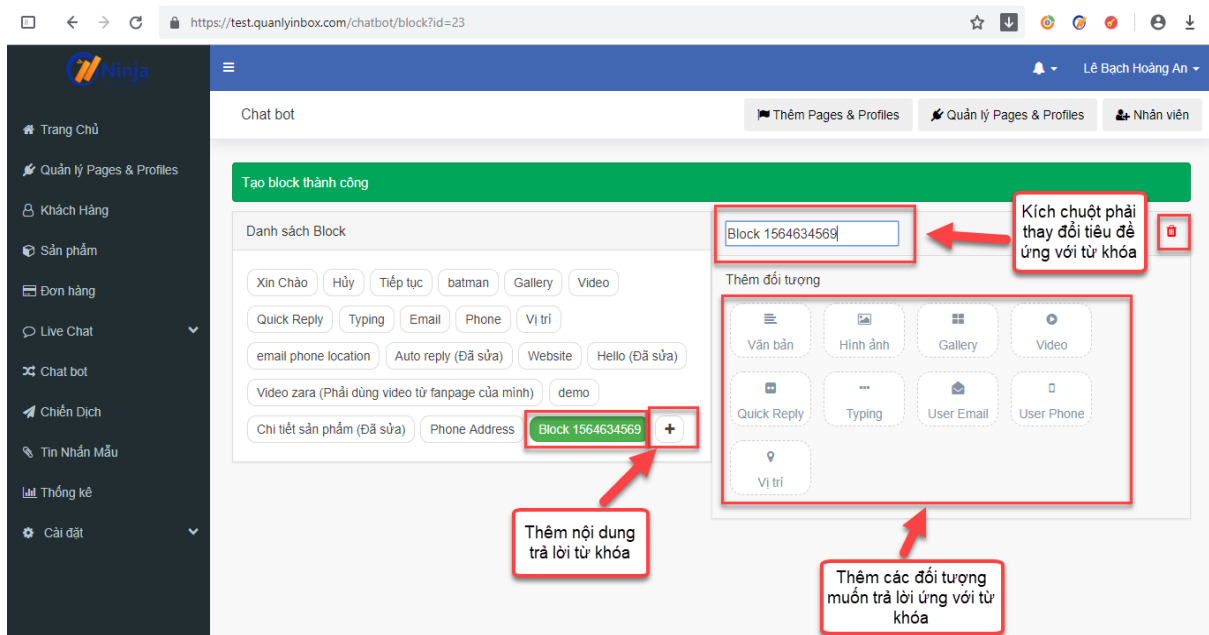 https://test.quanlyinbox.com/chatbot/block?id=23
Ninja
Lê Bạch Hoàng An
Chat bot
Thêm Pages & Profiles
Quản lý Pages & Profiles
Nhân viên
Trang Chủ
Quản lý Pages & Profiles
Khách Hàng
Sản phẩm
Đơn hàng
Live Chat
Chat bot
Chiến Dịch
Tin Nhắn Mẫu
Thống kê
Cài đặt
Tạo block thành công
Danh sách Block
Xin Chào Hủy Tiếp tục batman Gallery Video
Quick Reply Typing Email Phone Vị trí
email phone location Auto reply (Đã sửa) Website Hello (Đã sửa)
Video zara (Phải dùng video từ fanpage của mình) demo
Chi tiết sản phẩm (Đã sửa) Phone Address Block 1564634569
Block 1564634569
Kích chuột phải
thay đổi tiêu đề
ứng với từ khóa
Thêm đối tượng
Văn bản Hình ảnh Gallery Video
Quick Reply Typing User Email User Phone
Vị trí
Thêm nội dung
trả lời từ khóa
Thêm các đối tượng
muốn trả lời ứng với từ
khóa